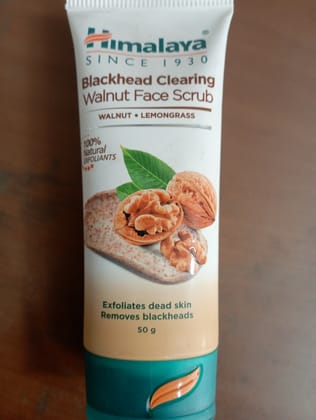 Himalaya
SINCE 1930
Blackhead Clearing
Walnut Face Scrub
WALNUT • LEMONGRASS
100%
Natural
EXFOLIANTS
Exfoliates dead skin
Removes blackheads
50 g